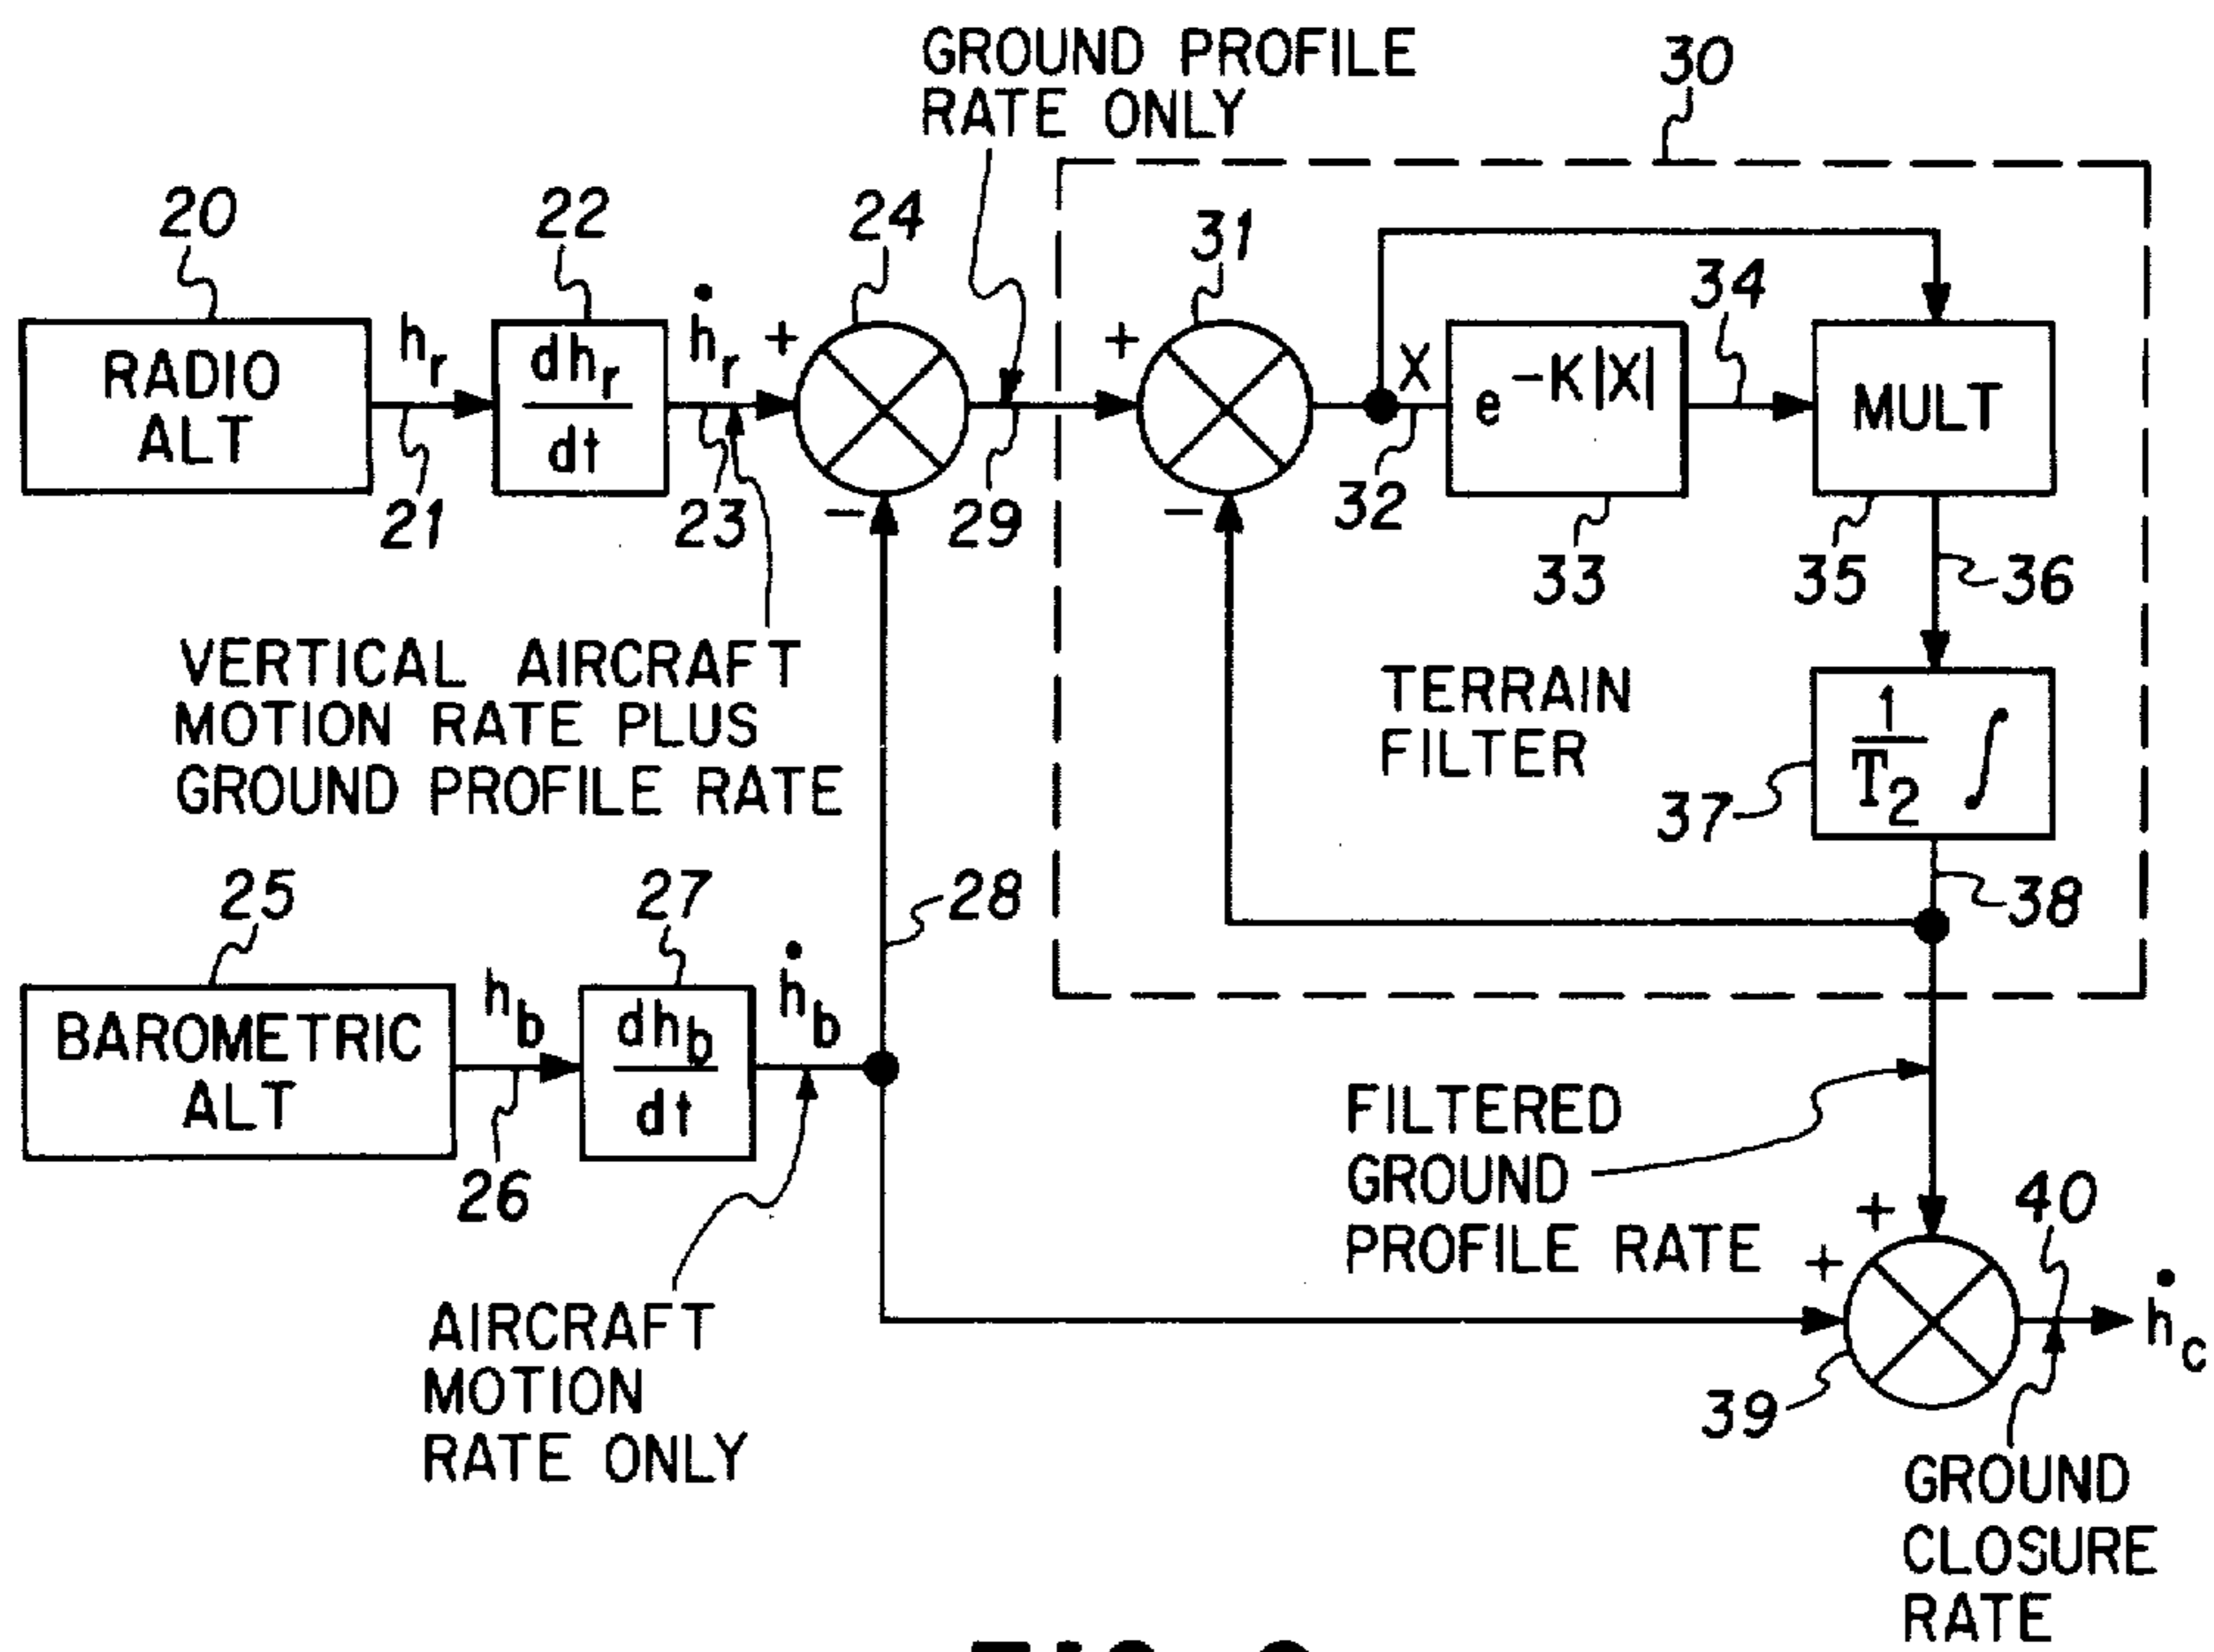 GROUND PROFILE
RATE ONLY
30
20
22
24
31
34
RADIO
ALT
h_r
dh_r
dt
ḣ_r
+
+
X
e^-K|X|
MULT
21
23
-
29
-
32
33
35
36
VERTICAL AIRCRAFT
MOTION RATE PLUS
GROUND PROFILE RATE
TERRAIN
FILTER
1
T_2
∫
37
25
27
28
38
BAROMETRIC
ALT
h_b
dh_b
dt
ḣ_b
26
FILTERED
GROUND
PROFILE RATE
+
+
40
ḣ_c
AIRCRAFT
MOTION
RATE ONLY
39
GROUND
CLOSURE
RATE